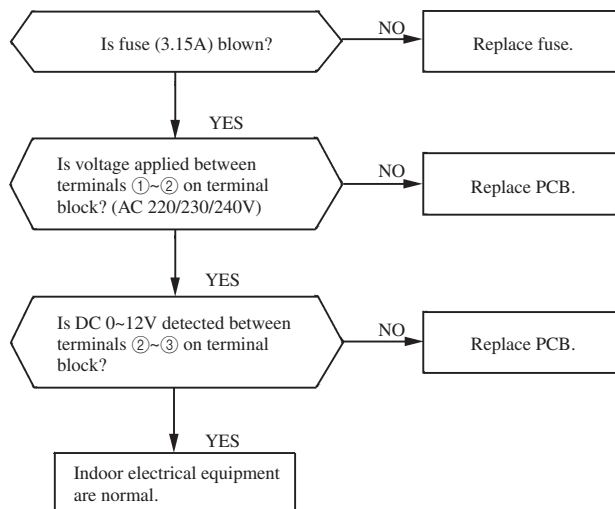 Is fuse (3.15A) blown?
NO
Replace fuse.
YES
Is voltage applied between
terminals ①~② on terminal
block? (AC 220/230/240V)
NO
Replace PCB.
YES
Is DC 0~12V detected between
terminals ②~③ on terminal
block?
NO
Replace PCB.
YES
Indoor electrical equipment
are normal.